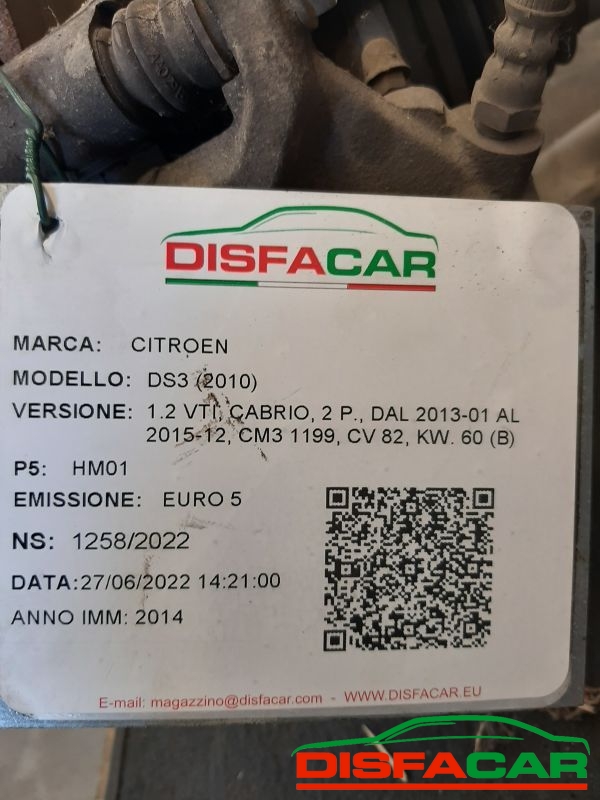 DISFACAR
MARCA: CITROEN
MODELLO: DS3 (2010)
VERSIONE: 1.2 VTI, CABRIO, 2 P., DAL 2013-01 AL
2015-12, CM3 1199, CV 82, KW. 60 (B)
P5: HM01
EMISSIONE: EURO 5
NS: 1258/2022
DATA:27/06/2022 14:21:00
ANNO IMM: 2014
E-mail: magazzino@disfacar.com - WWW.DISFACAR.EU
DISFACAR